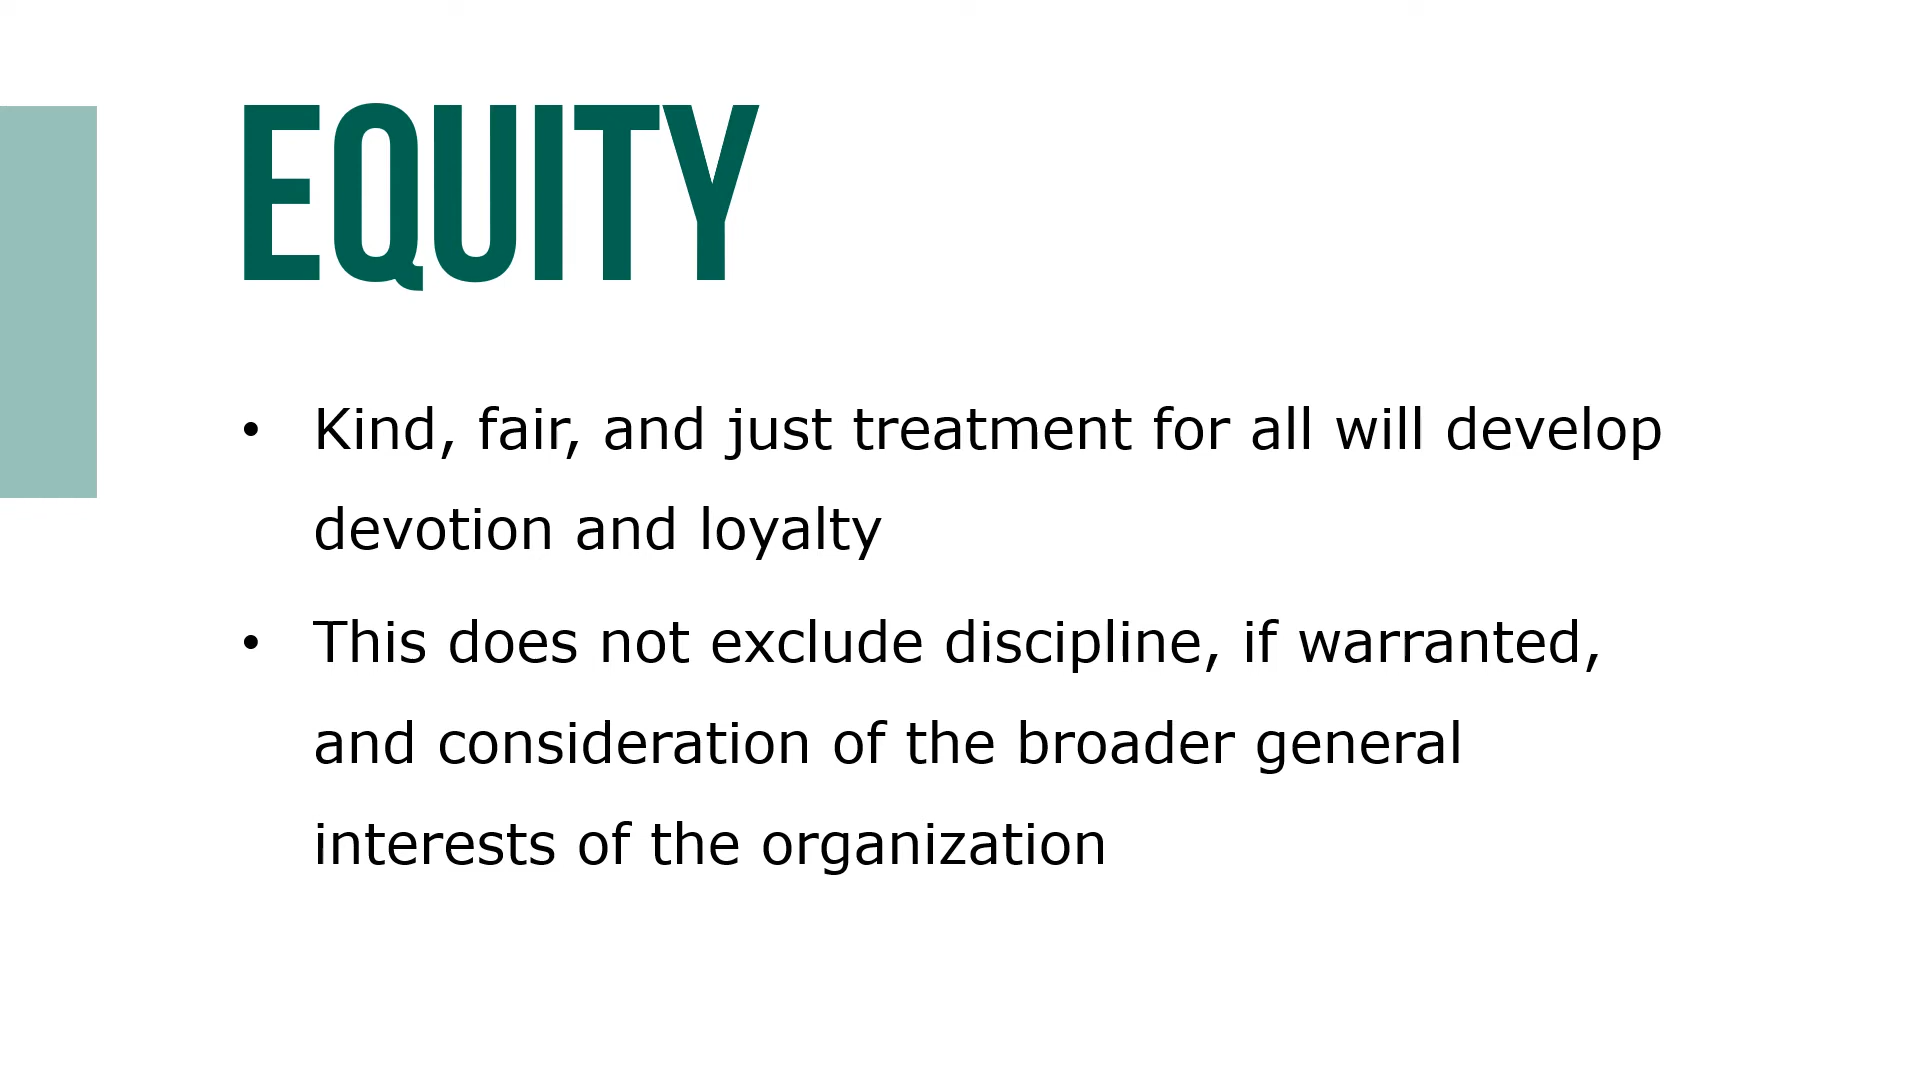 EQUITY
• Kind, fair, and just treatment for all will develop
devotion and loyalty
• This does not exclude discipline, if warranted,
and consideration of the broader general
interests of the organization